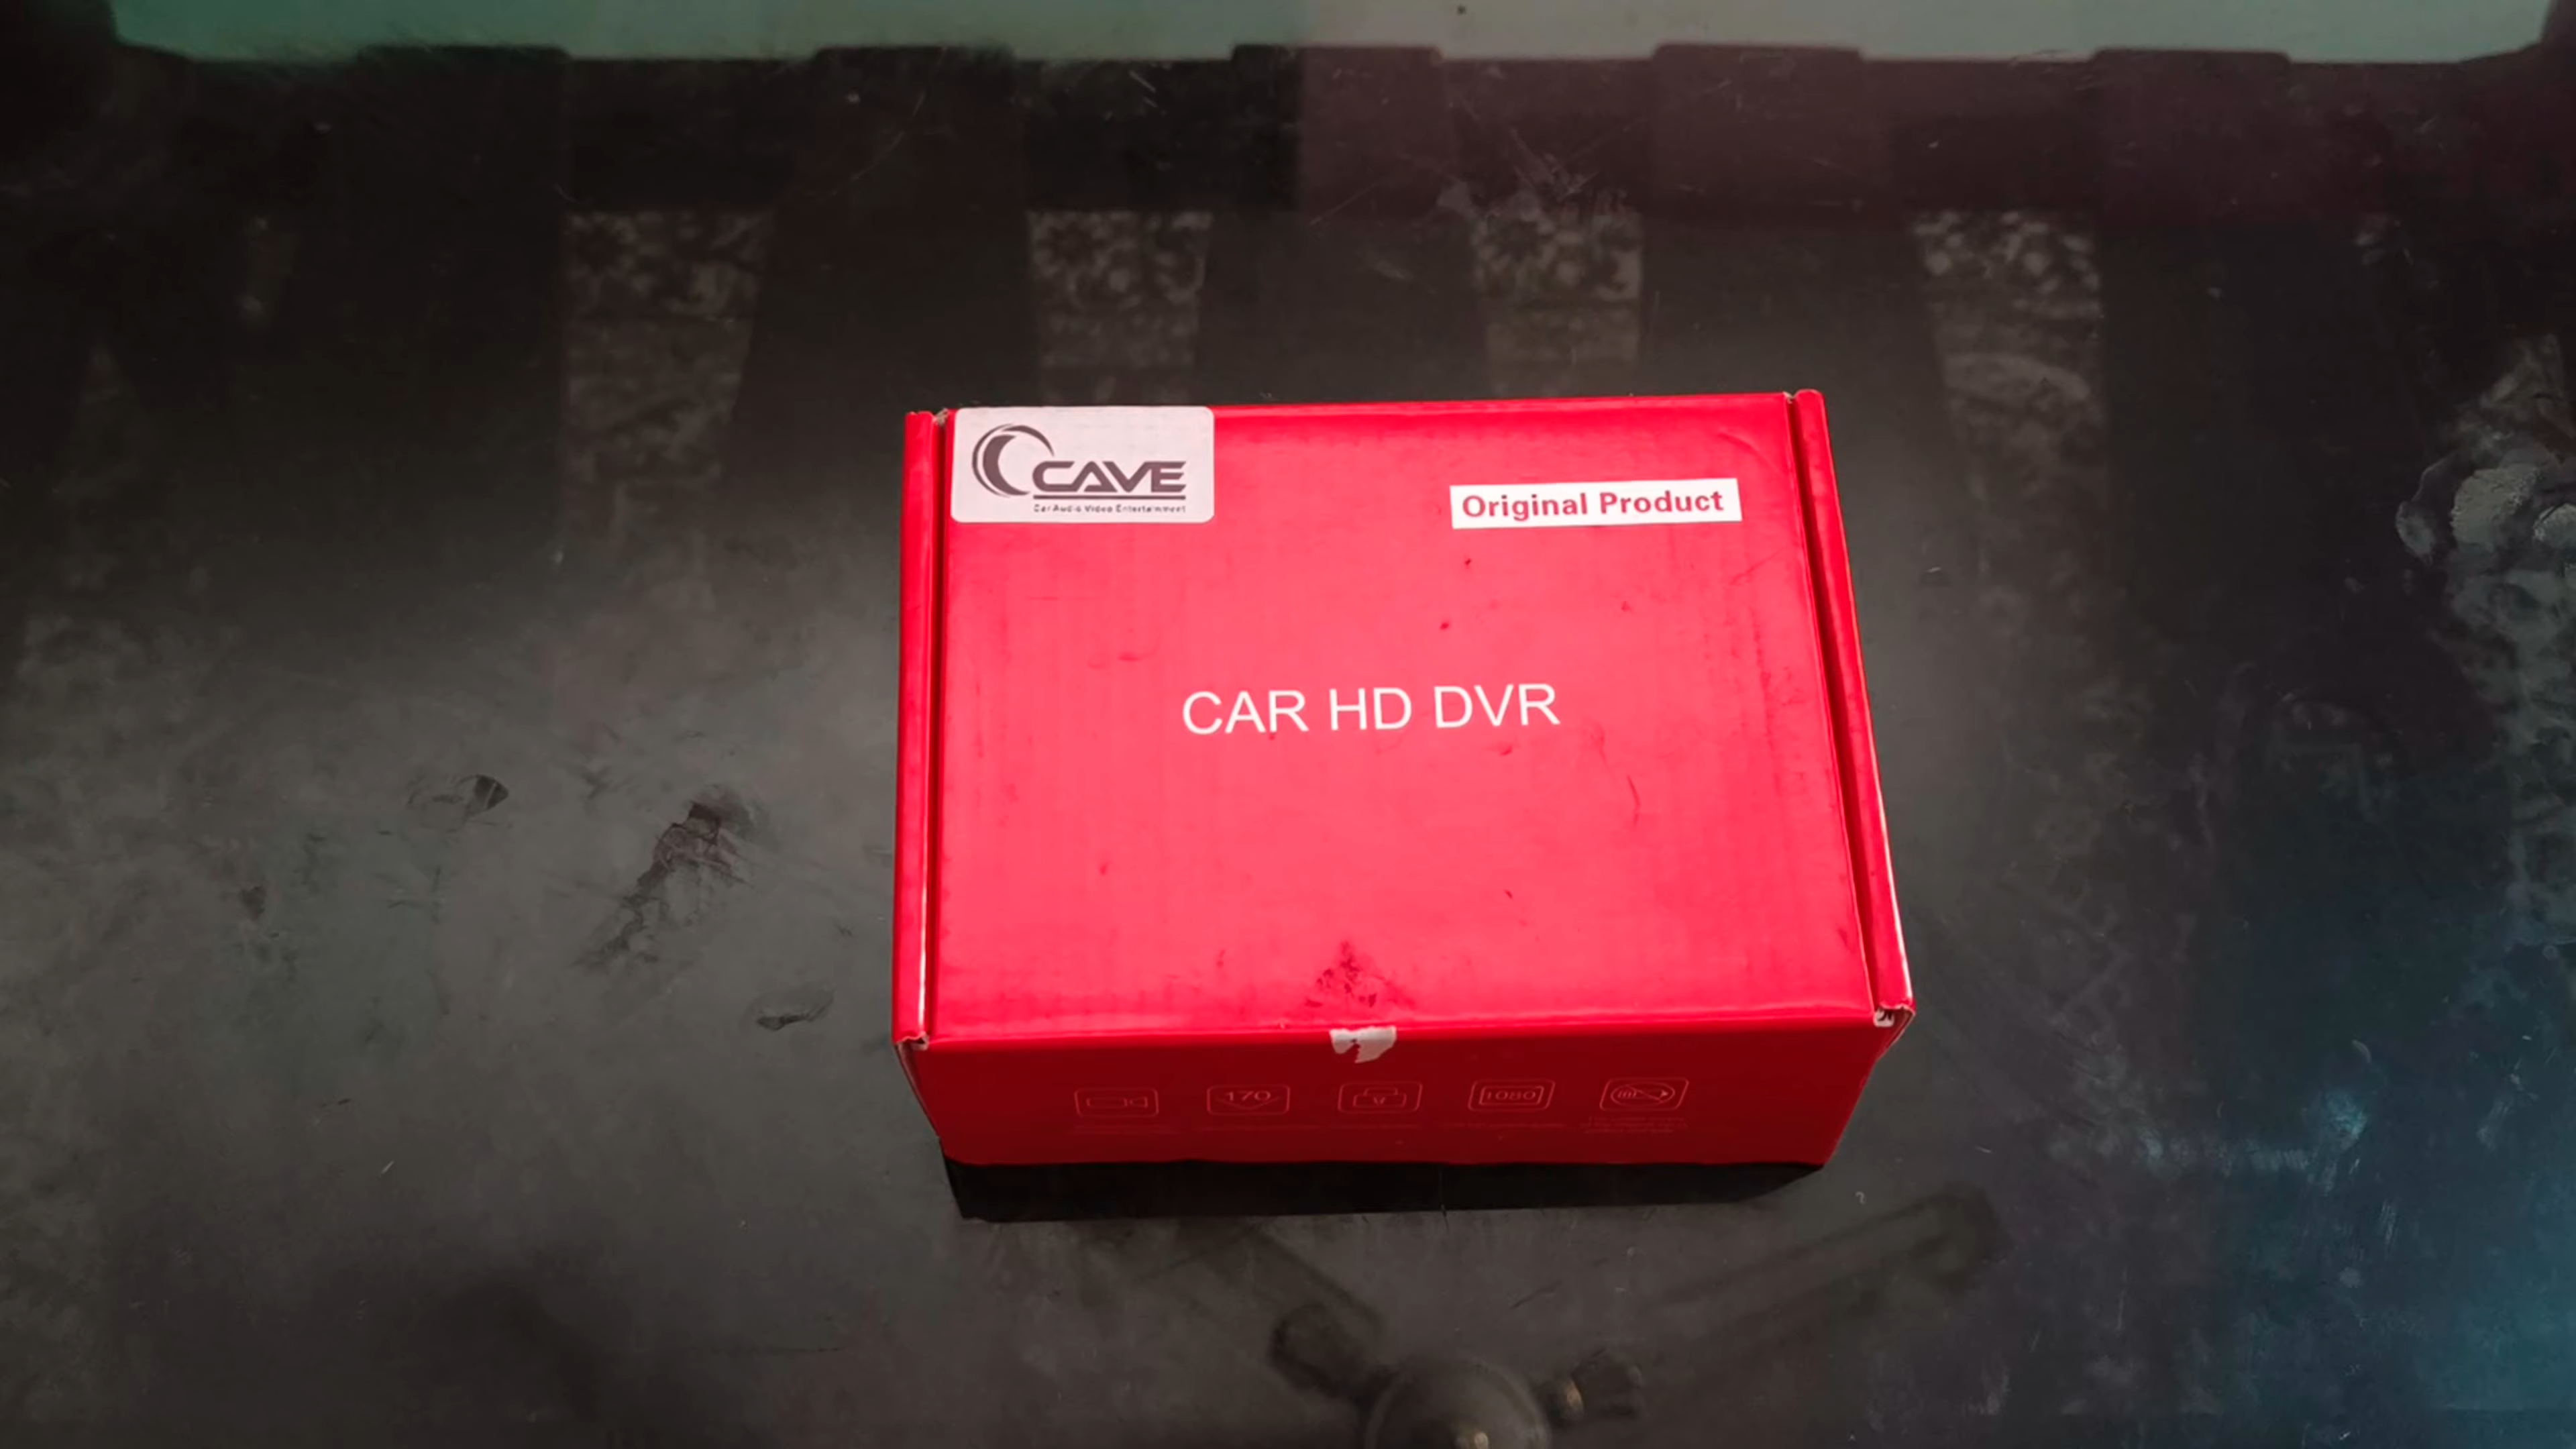 CAVE
Car Audio Video Entertainment
Original Product
CAR HD DVR
170
1080